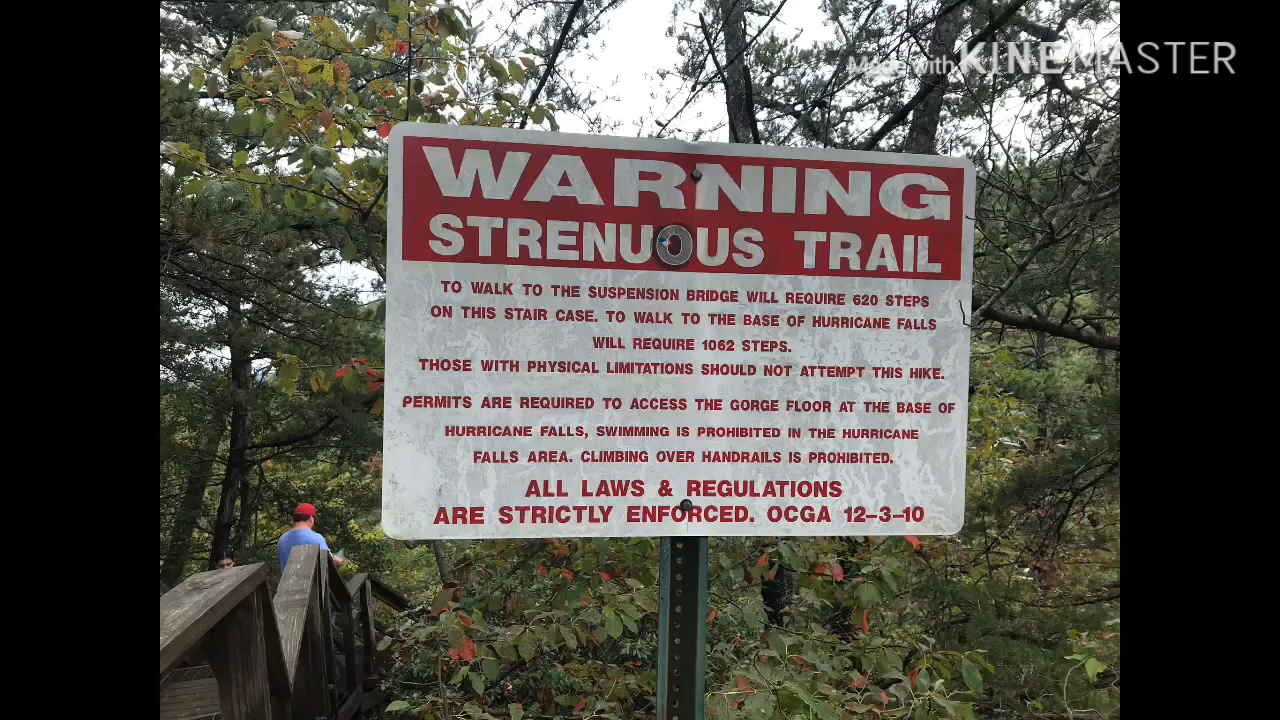 Made with KINEMASTER
WARNING
STRENUOUS TRAIL
TO WALK TO THE SUSPENSION BRIDGE WILL REQUIRE 620 STEPS
ON THIS STAIR CASE. TO WALK TO THE BASE OF HURRICANE FALLS
WILL REQUIRE 1062 STEPS.
THOSE WITH PHYSICAL LIMITATIONS SHOULD NOT ATTEMPT THIS HIKE.
PERMITS ARE REQUIRED TO ACCESS THE GORGE FLOOR AT THE BASE OF
HURRICANE FALLS, SWIMMING IS PROHIBITED IN THE HURRICANE
FALLS AREA. CLIMBING OVER HANDRAILS IS PROHIBITED.
ALL LAWS & REGULATIONS
ARE STRICTLY ENFORCED. OCGA 12-3-10